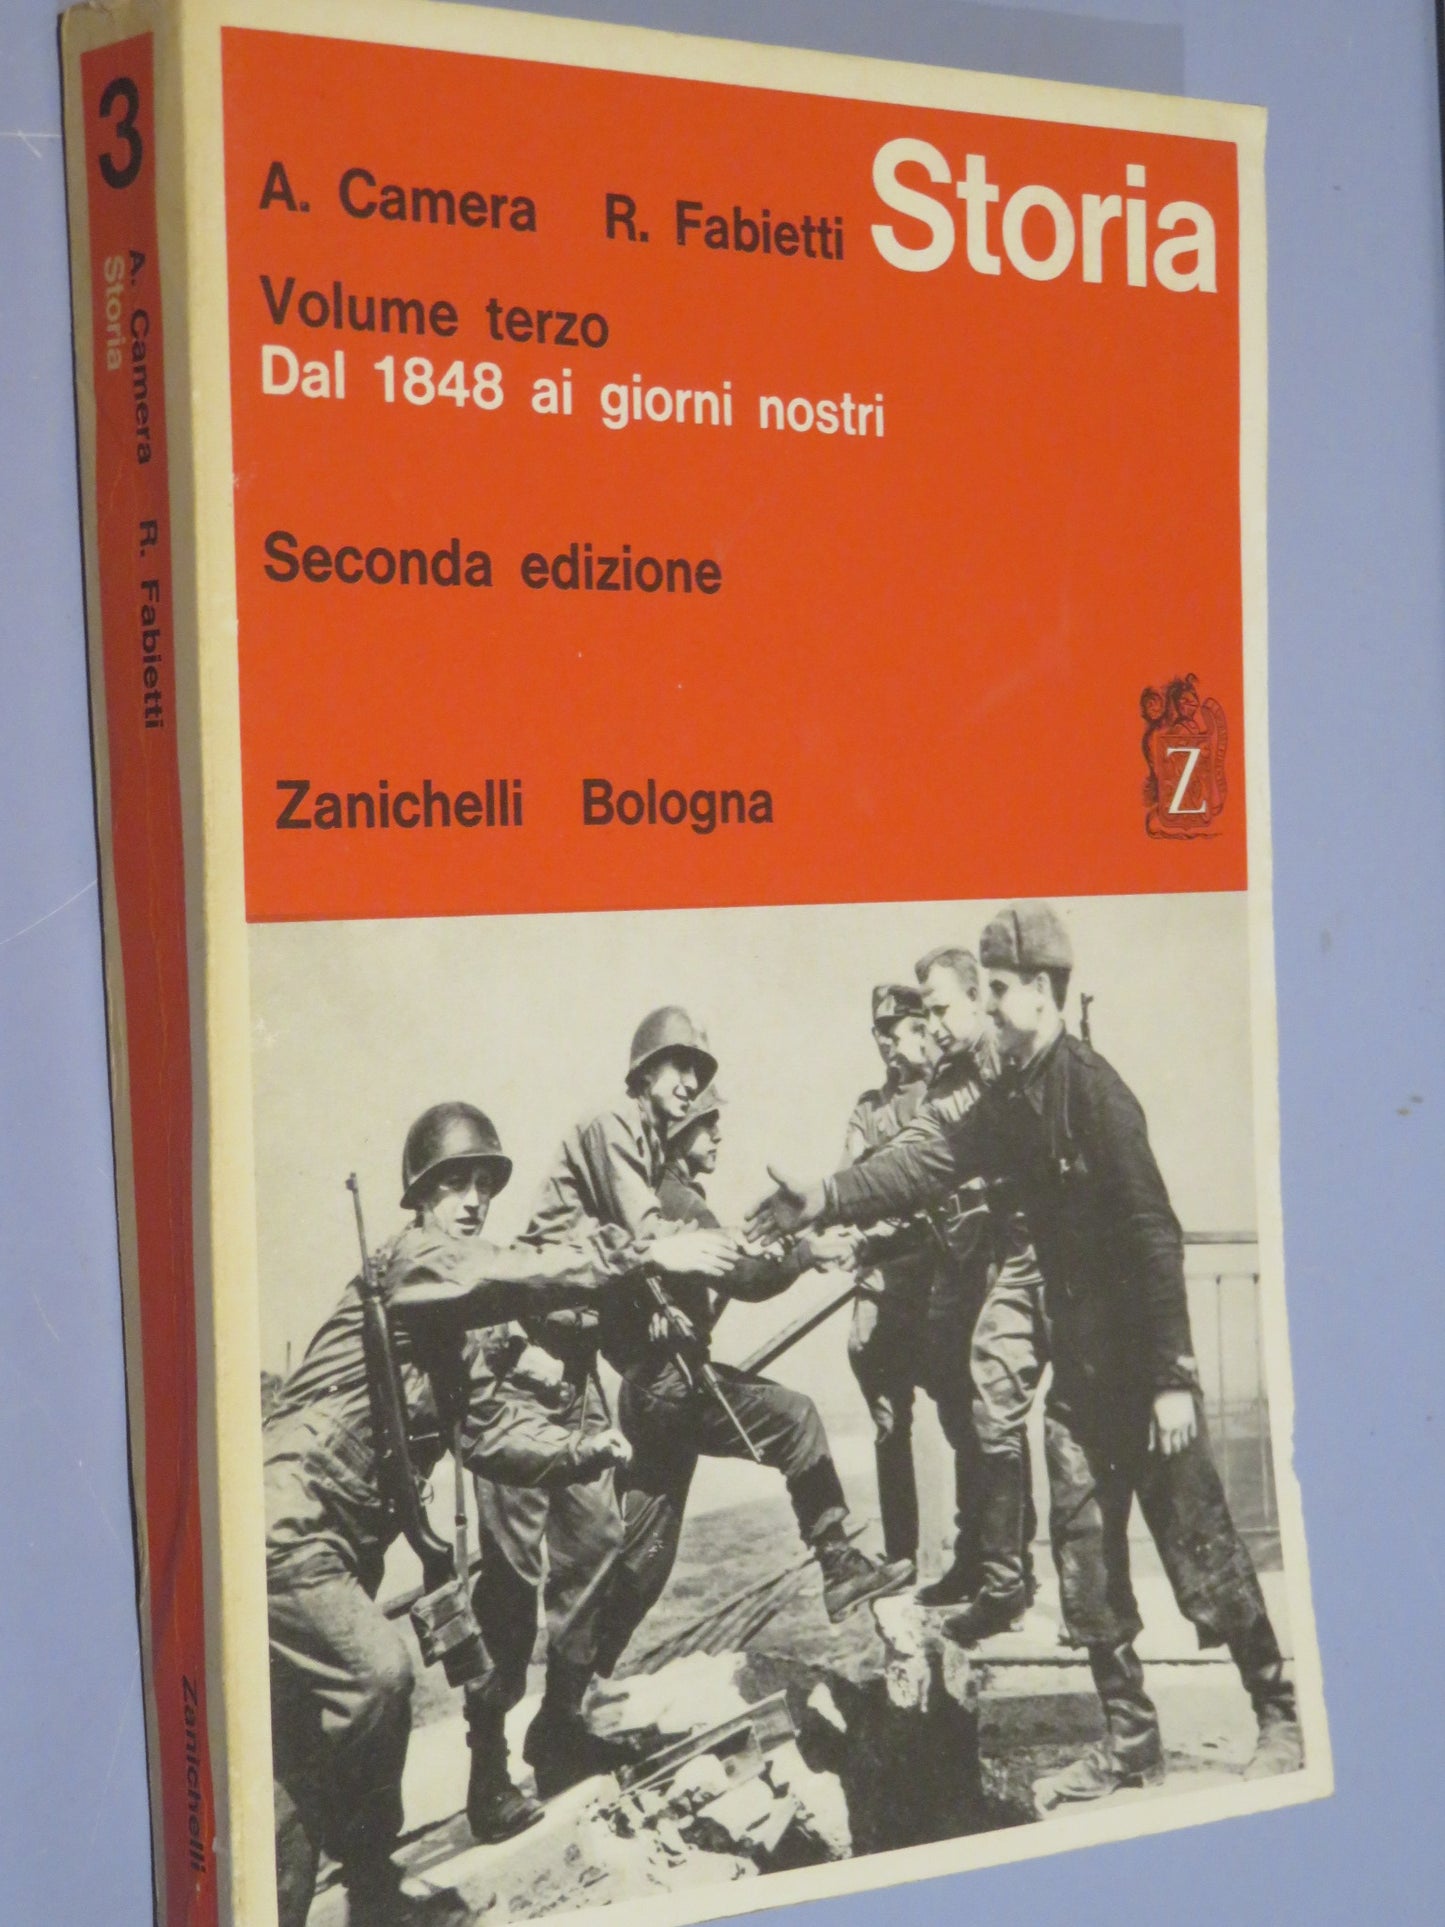 3
A. Camera R. Fabietti
Storia
Zanichelli
A. Camera R. Fabietti Storia
Volume terzo
Dal 1848 ai giorni nostri
Seconda edizione
Zanichelli Bologna
Z